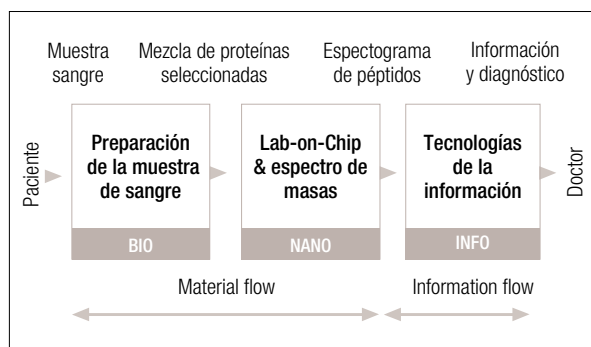 Muestra
sangre
Mezcla de proteínas
seleccionadas
Espectograma
de péptidos
Información
y diagnóstico
Paciente
Preparación
de la muestra
de sangre
BIO
Lab-on-Chip
& espectro de
masas
NANO
Tecnologías
de la
información
INFO
Doctor
Material flow
Information flow